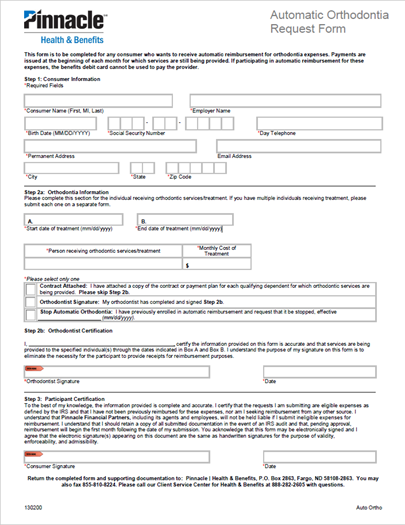 Pinnacle
Health & Benefits
Automatic Orthodontia
Request Form
This form is to be completed for any consumer who wants to receive automatic reimbursement for orthodontia expenses. Payments are
issued at the beginning of each month for which services are still being provided. If participating in automatic reimbursement for these
expenses, the benefits debit card cannot be used to pay the provider.
Step 1: Consumer Information
*Required Fields
*Consumer Name (First, MI, Last) *Employer Name
*Birth Date (MM/DD/YYYY) *Social Security Number *Day Telephone
*Permanent Address Email Address
*City *State *Zip Code
Step 2a: Orthodontia Information
Please complete this section for the individual receiving orthodontic services/treatment. If you have multiple individuals receiving treatment, please
submit each one on a separate form.
A. B.
*Start date of treatment (mm/dd/yyyy) *End date of treatment (mm/dd/yyyy)
*Person receiving orthodontic services/treatment *Monthly Cost of
Treatment
$
*Please select only one
Contract Attached: I have attached a copy of the contract or payment plan for each qualifying dependent for which orthodontic services are
being provided. Please skip Step 2b.
Orthodontist Signature: My orthodontist has completed and signed Step 2b.
Stop Automatic Orthodontia: I have previously enrolled in automatic reimbursement and request that it be stopped, effective
(mm/dd/yyyy).
Step 2b: Orthodontist Certification
I, certify the information provided on this form is accurate and that services are being
provided to the specified individual(s) through the dates indicated in Box A and Box B. I understand the purpose of my signature on this form is to
eliminate the necessity for the participant to provide receipts for reimbursement purposes.
*Orthodontist Signature *Date
Step 3: Participant Certification
To the best of my knowledge, the information provided is complete and accurate. I certify that the requests I am submitting are eligible expenses as
defined by the IRS and that I have not been previously reimbursed for these expenses, nor am I seeking reimbursement from any other source. I
understand that Pinnacle Financial Partners, including its agents and employees, will not be held liable if I submit ineligible expenses for
reimbursement. I understand that I should retain a copy of all submitted documentation in the event of an IRS audit and that, pending approval,
reimbursement will begin the first month following the date of my submission. You acknowledge that this form may be electronically signed and I
agree that the electronic signature(s) appearing on this document are the same as handwritten signatures for the purpose of validity,
enforceability, and admissibility.
*Consumer Signature *Date
Return the completed form and supporting documentation to: Pinnacle | Health & Benefits, P.O. Box 2863, Fargo, ND 58108-2863. You may
also fax 855-810-8224. Please call our Client Service Center for Health & Benefits at 888-262-2605 with questions.
130200 Auto Ortho